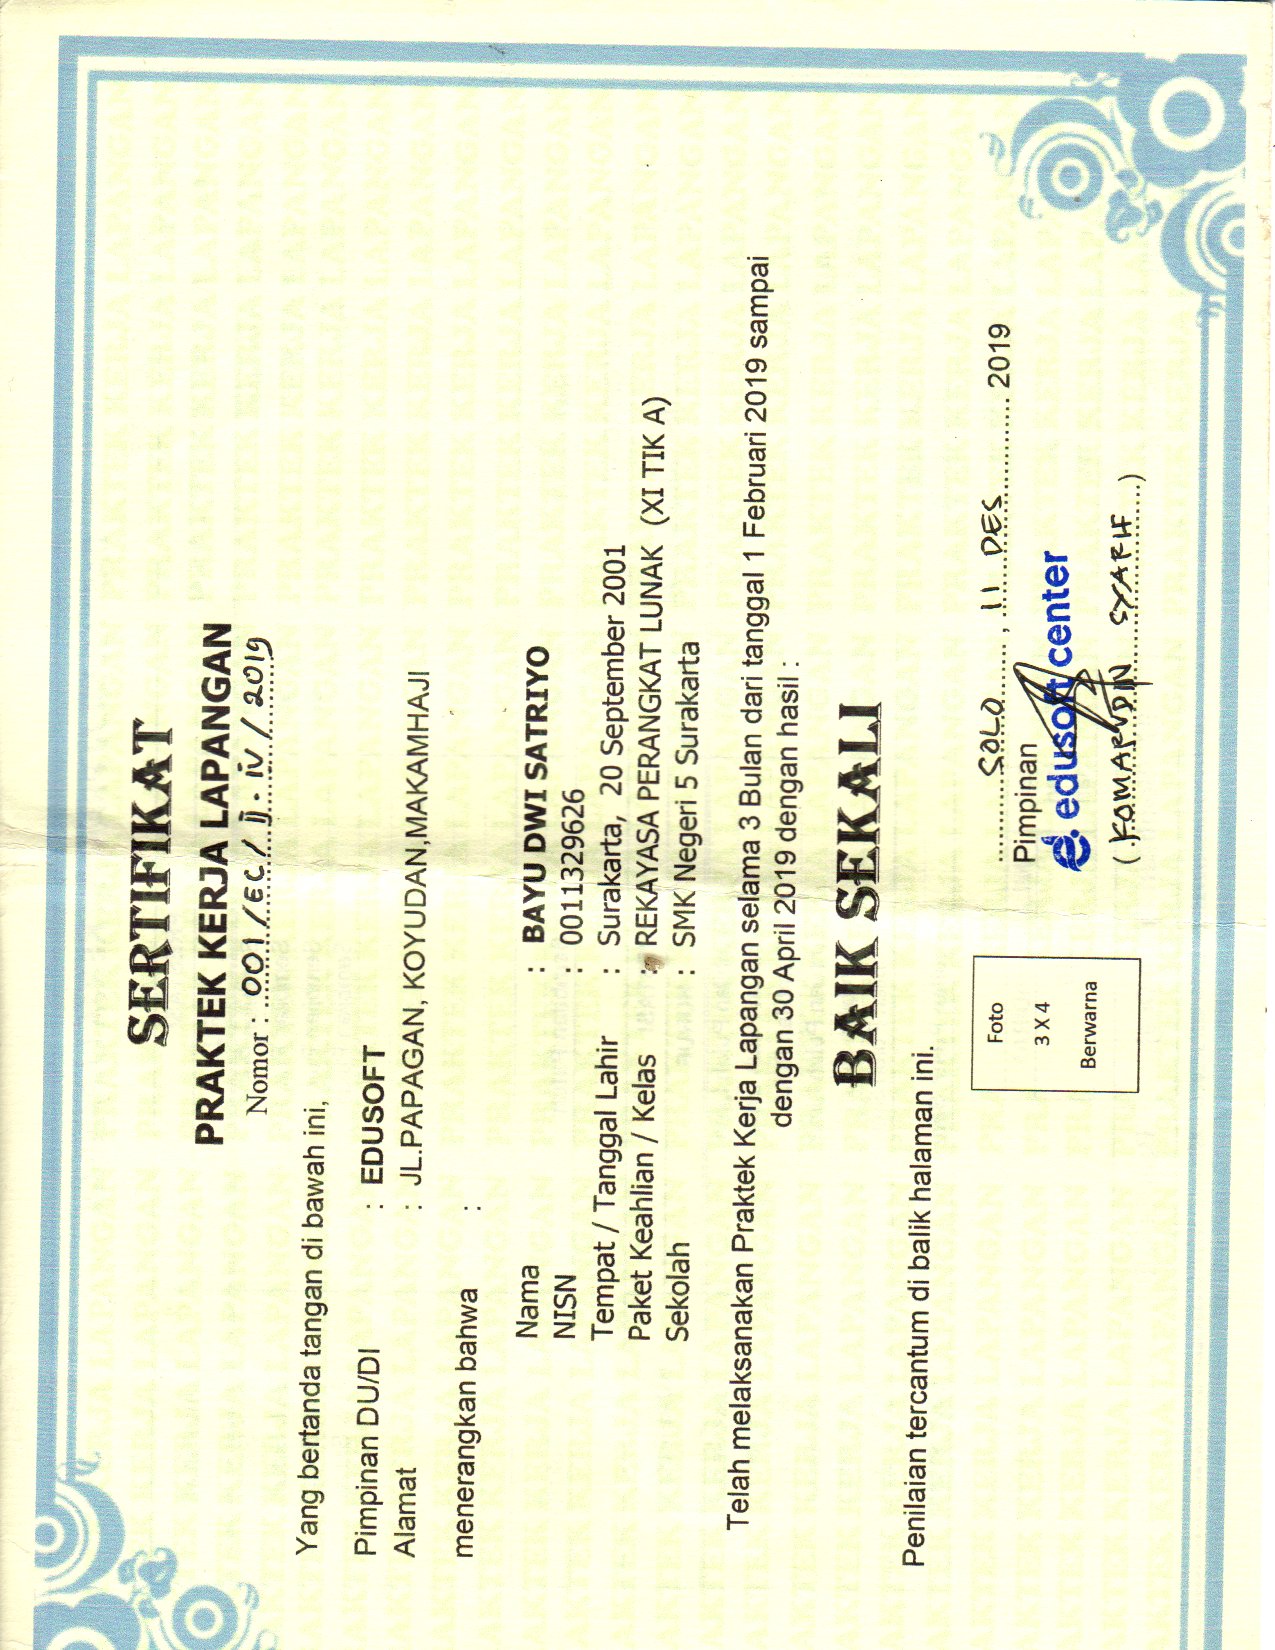 SERTIFIKAT
PRAKTEK KERJA LAPANGAN
Nomor : 001/EC/II-IV/2019
Yang bertanda tangan di bawah ini,
Pimpinan DU/DI : EDUSOFT
Alamat : JL.PAPAGAN, KOYUDAN,MAKAMHAJI
menerangkan bahwa :
Nama : BAYU DWI SATRIYO
NISN : 0011329626
Tempat / Tanggal Lahir : Surakarta, 20 September 2001
Paket Keahlian / Kelas : REKAYASA PERANGKAT LUNAK (XI TIK A)
Sekolah : SMK Negeri 5 Surakarta
Telah melaksanakan Praktek Kerja Lapangan selama 3 Bulan dari tanggal 1 Februari 2019 sampai
dengan 30 April 2019 dengan hasil :
BAIK SEKALI
Penilaian tercantum di balik halaman ini.
Foto
3 X 4
Berwarna
SOLO, 11 DES 2019
Pimpinan
edusoft center
(KOMARUDIN SYARIF)